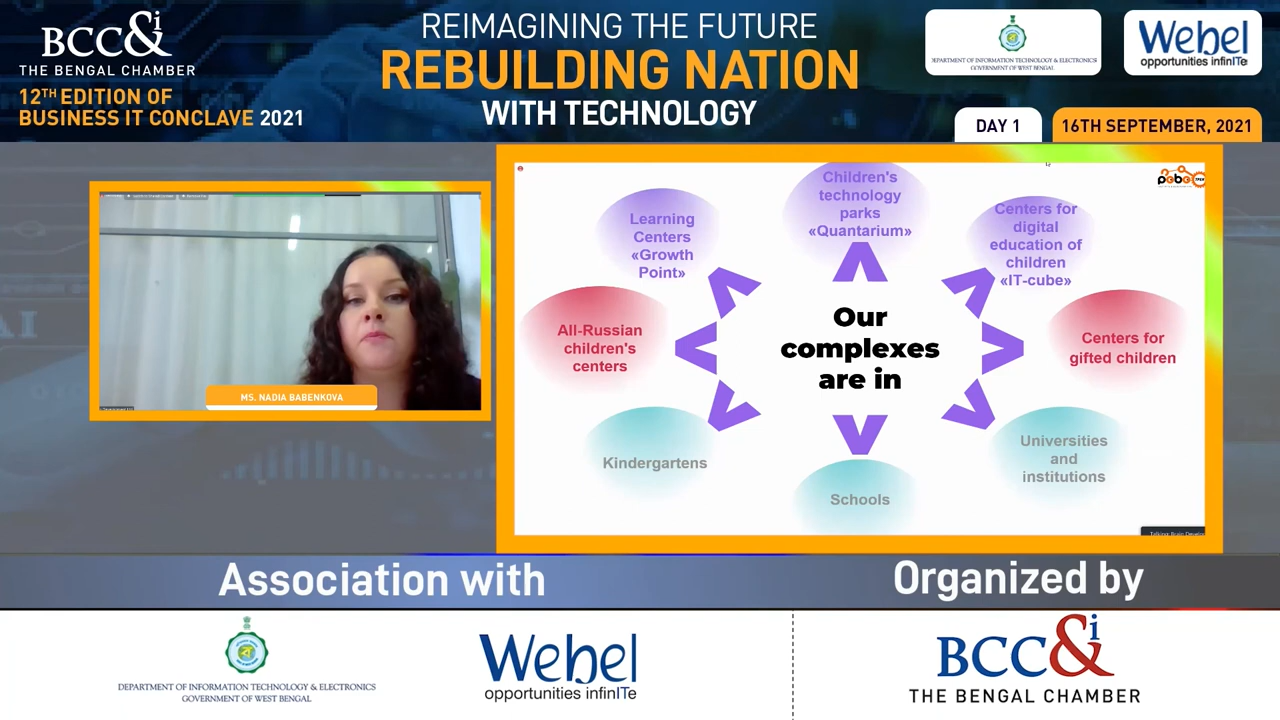 BCC&i
THE BENGAL CHAMBER
12TH EDITION OF
BUSINESS IT CONCLAVE 2021
REIMAGINING THE FUTURE
REBUILDING NATION
WITH TECHNOLOGY
DEPARTMENT OF INFORMATION TECHNOLOGY & ELECTRONICS
GOVERNMENT OF WEST BENGAL
Webel
opportunities infinITe
DAY 1
16TH SEPTEMBER, 2021
MS. NADIA BABENKOVA
Children's
technology
parks
«Quantarium»
Learning
Centers
«Growth
Point»
Centers for
digital
education of
children
«IT-cube»
All-Russian
children's
centers
Our
complexes
are in
Centers for
gifted children
Kindergartens
Schools
Universities
and
institutions
Association with
Organized by
DEPARTMENT OF INFORMATION TECHNOLOGY & ELECTRONICS
GOVERNMENT OF WEST BENGAL
Webel
opportunities infinITe
BCC&i
THE BENGAL CHAMBER